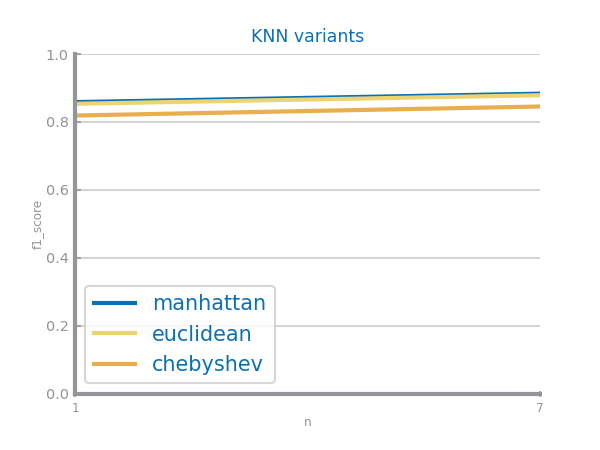 KNN variants
1.0
0.8
0.6
0.4
0.2
0.0
f1_score
manhattan
euclidean
chebyshev
1
7
n